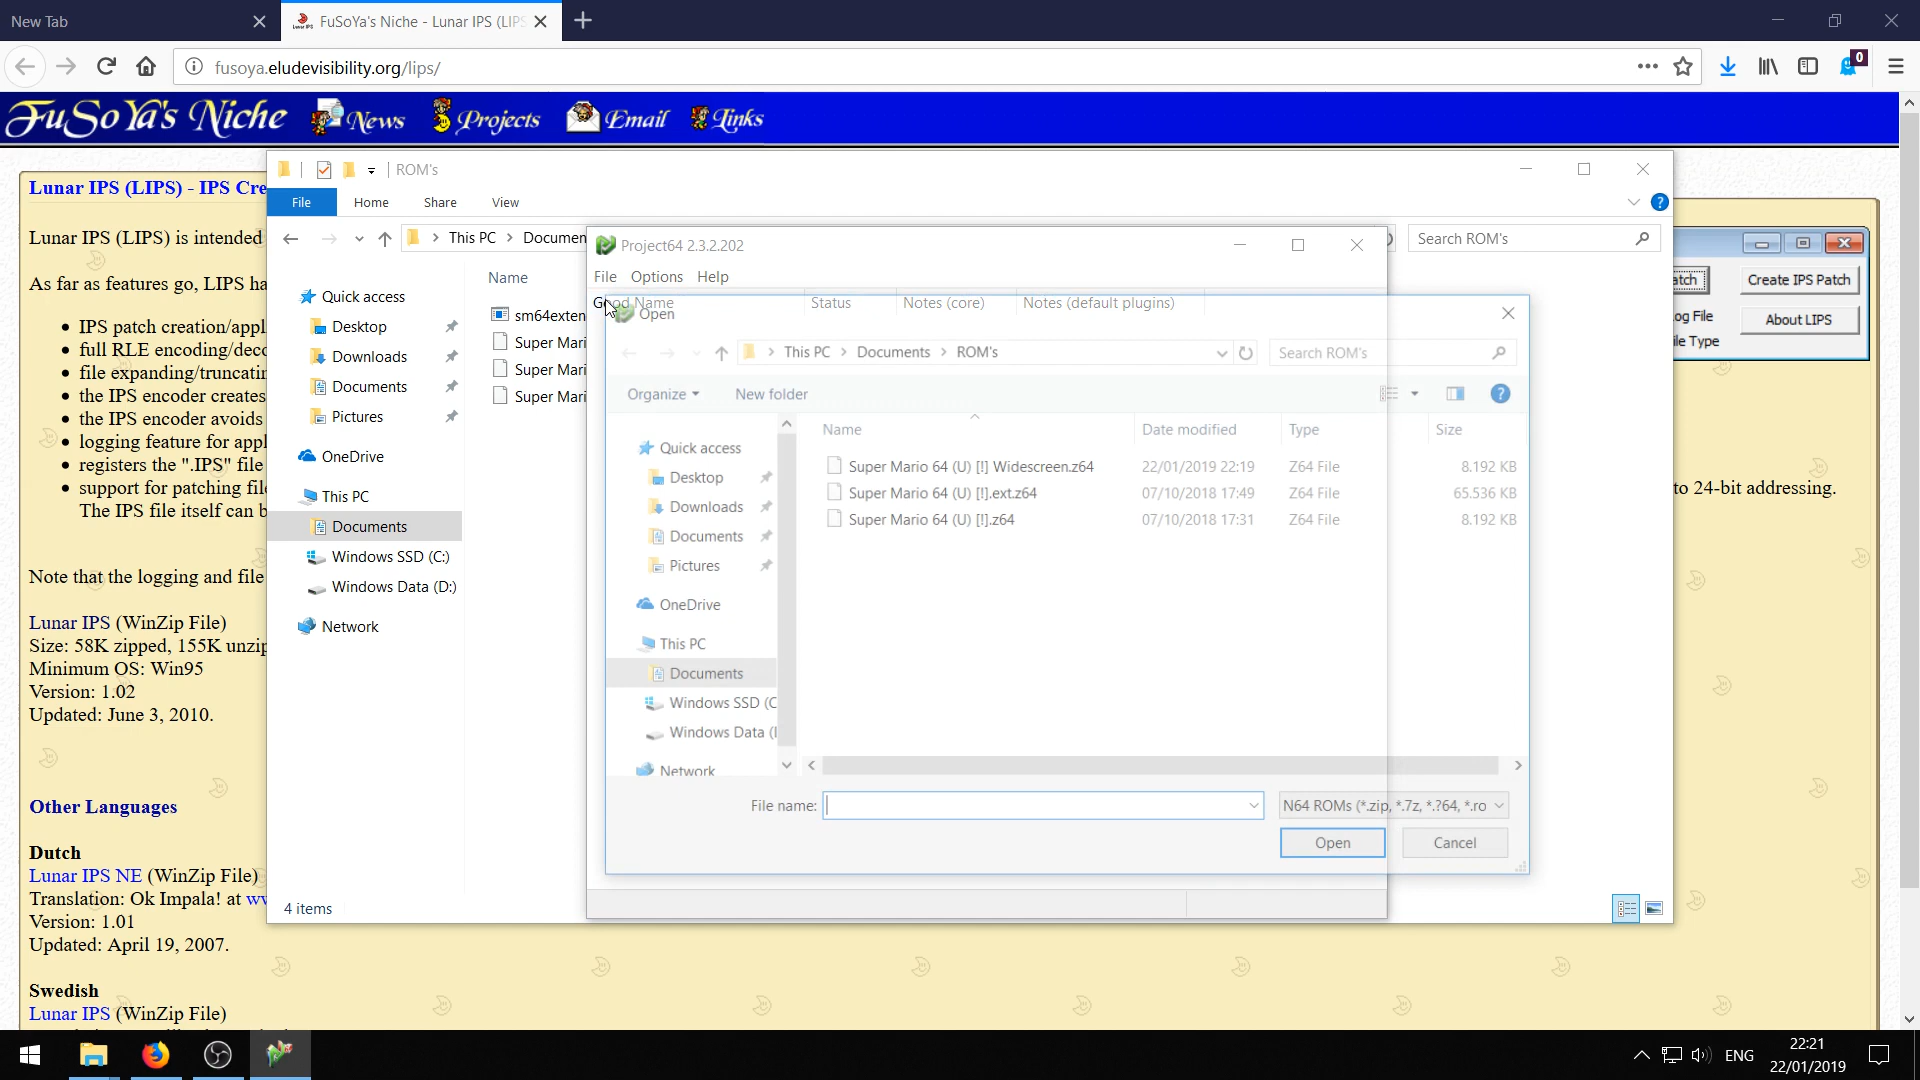 New Tab
FuSoYa's Niche - Lunar IPS (LIPS
fusoya.eludevisibility.org/lips/
0
FuSoYa's Niche
News
Projects
Email
Links
Lunar IPS (LIPS) - IPS Cre
Lunar IPS (LIPS) is intended
As far as features go, LIPS ha
IPS patch creation/appl
full RLE encoding/deco
file expanding/truncatin
the IPS encoder creates
the IPS encoder avoids
logging feature for appl
registers the ".IPS" file
support for patching file
to 24-bit addressing.
The IPS file itself can b
Note that the logging and file
Lunar IPS (WinZip File)
Size: 58K zipped, 155K unzip
Minimum OS: Win95
Version: 1.02
Updated: June 3, 2010.
Other Languages
Dutch
Lunar IPS NE (WinZip File)
Translation: Ok Impala! at
Version: 1.01
Updated: April 19, 2007.
Swedish
Lunar IPS (WinZip File)
atch
Create IPS Patch
og File
About LIPS
le Type
ROM's
File
Home
Share
View
This PC
Documen
Search ROM's
Name
Quick access
Desktop
Downloads
Documents
Pictures
OneDrive
This PC
Documents
Windows SSD (C:)
Windows Data (D:)
Network
sm64exten
Super Mari
Super Mari
Super Mari
4 items
Project64 2.3.2.202
File
Options
Help
Good Name
Status
Notes (core)
Notes (default plugins)
Open
This PC
Documents
ROM's
Search ROM's
Organize
New folder
Name
Date modified
Type
Size
Quick access
Desktop
Downloads
Documents
Pictures
OneDrive
This PC
Documents
Windows SSD (C
Windows Data (I
Network
Super Mario 64 (U) [!] Widescreen.z64
22/01/2019 22:19
Z64 File
8.192 KB
Super Mario 64 (U) [!].ext.z64
07/10/2018 17:49
Z64 File
65.536 KB
Super Mario 64 (U) [!].z64
07/10/2018 17:31
Z64 File
8.192 KB
File name:
N64 ROMs (*.zip, *.7z, *.?64, *.ro
Open
Cancel
ENG
22:21
22/01/2019